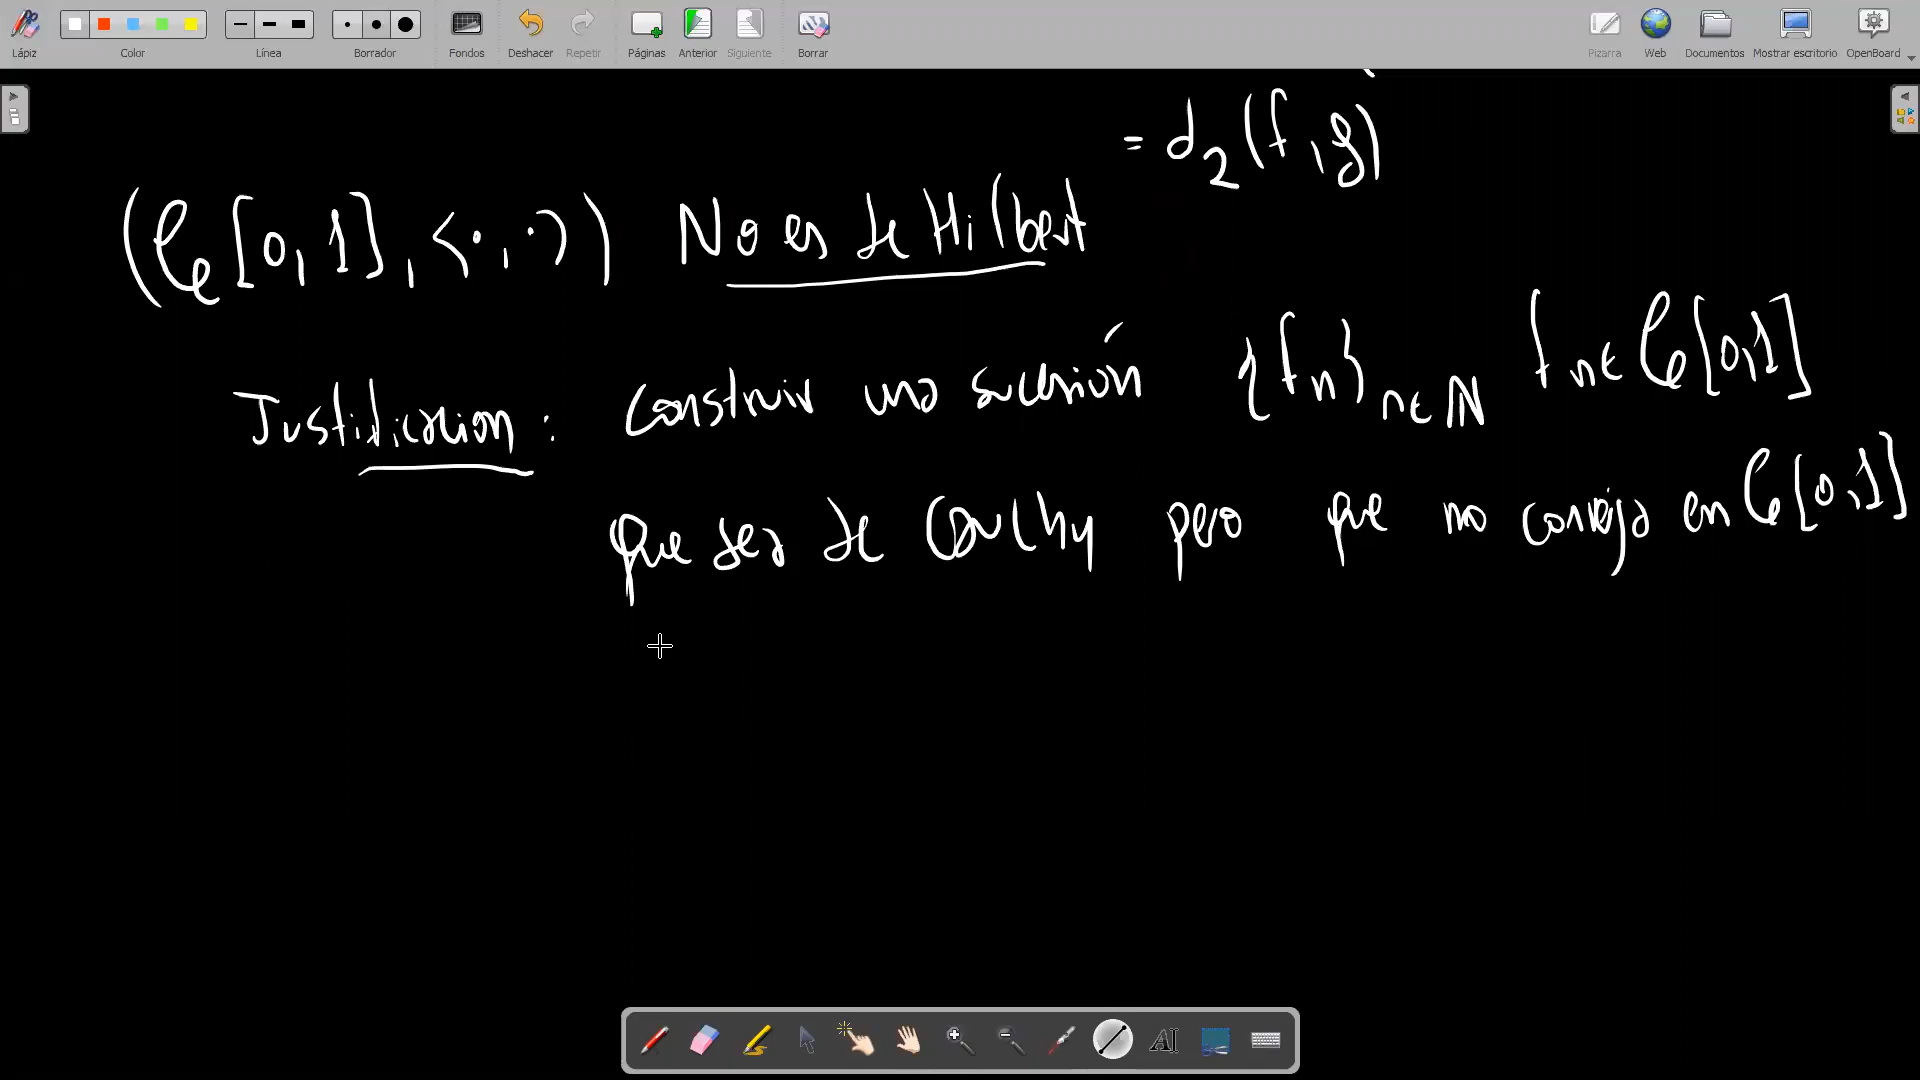 Lápiz Color Línea Borrador Fondos Deshacer Repetir Páginas Anterior Siguiente Borrar Pizarra Web Documentos Mostrar escritorio OpenBoard
= d₂(f,g)
(𝒞[0,1], <·,·>) No es de Hilbert
Justificacion: construir una sucesión {fn}n∈ℕ fn∈𝒞[0,1]
que sea de Cauchy pero que no converja en 𝒞[0,1]